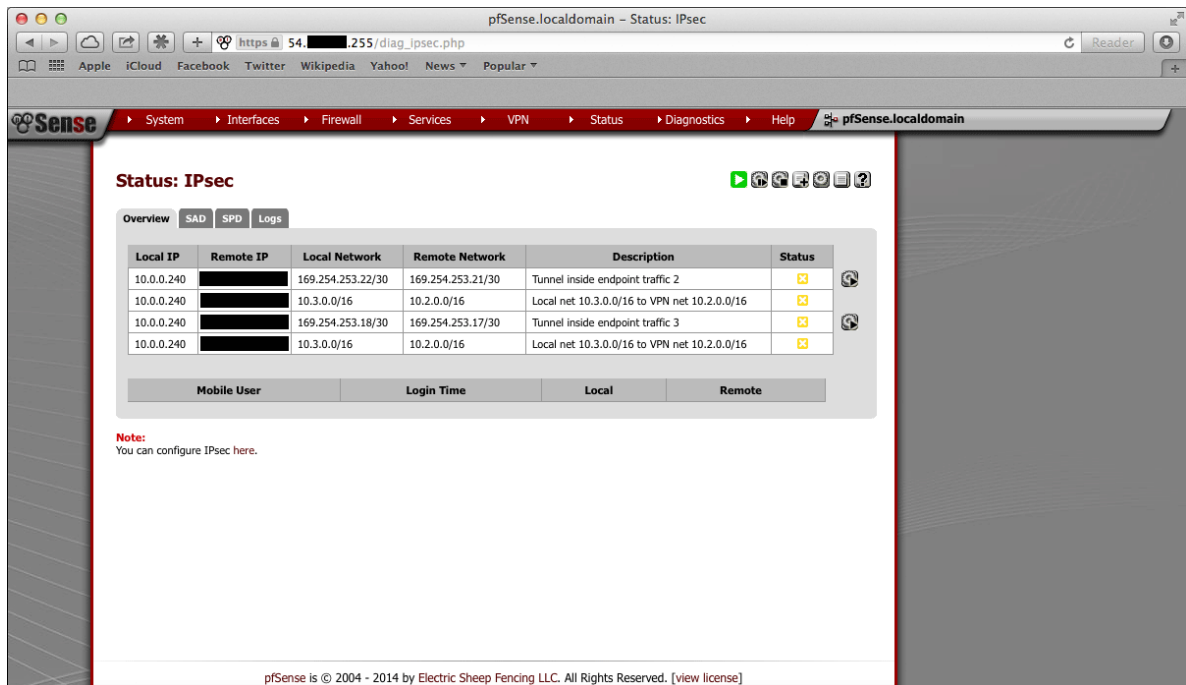 pfSense.localdomain – Status: IPsec
https 54. .255/diag_ipsec.php
Reader
Apple iCloud Facebook Twitter Wikipedia Yahoo! News Popular
Sense System Interfaces Firewall Services VPN Status Diagnostics Help pfSense.localdomain
Status: IPsec
Overview SAD SPD Logs
Local IP Remote IP Local Network Remote Network Description Status
10.0.0.240 169.254.253.22/30 169.254.253.21/30 Tunnel inside endpoint traffic 2
10.0.0.240 10.3.0.0/16 10.2.0.0/16 Local net 10.3.0.0/16 to VPN net 10.2.0.0/16
10.0.0.240 169.254.253.18/30 169.254.253.17/30 Tunnel inside endpoint traffic 3
10.0.0.240 10.3.0.0/16 10.2.0.0/16 Local net 10.3.0.0/16 to VPN net 10.2.0.0/16
Mobile User Login Time Local Remote
Note:
You can configure IPsec here.
pfSense is © 2004 - 2014 by Electric Sheep Fencing LLC. All Rights Reserved. [view license]